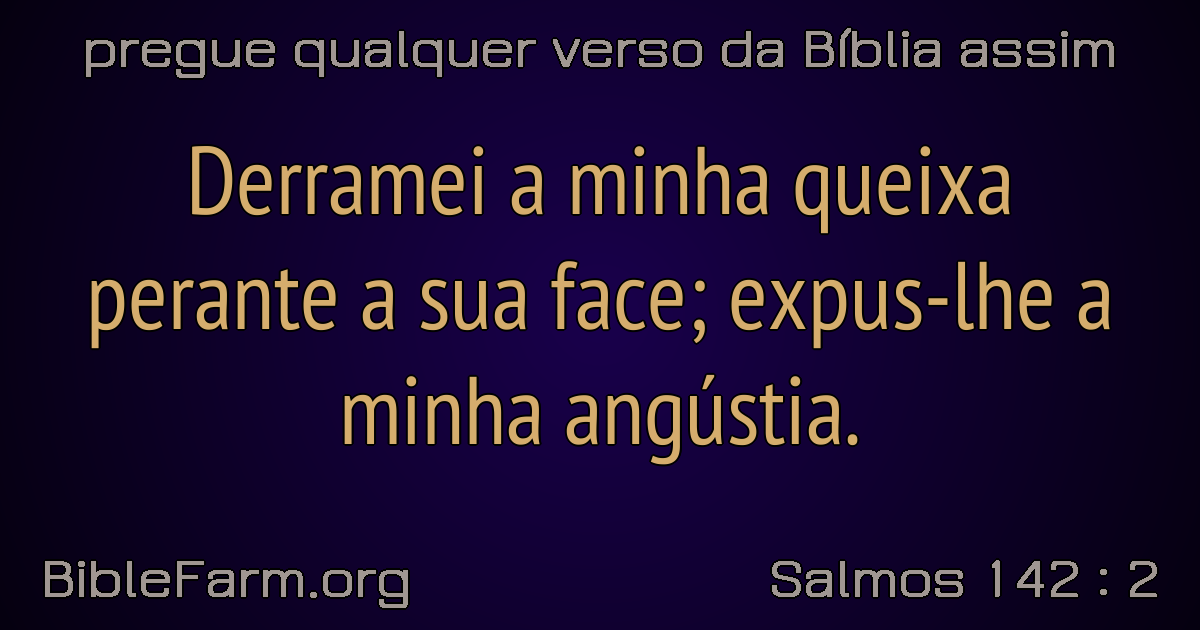 pregue qualquer verso da Bíblia assim
Derramei a minha queixa
perante a sua face; expus-lhe a
minha angústia.
BibleFarm.org
Salmos 142 : 2